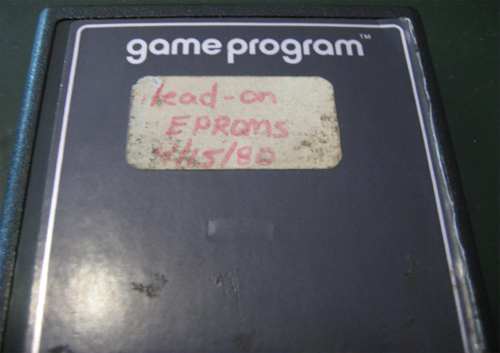 game program™
lead-on
EPROMS
4/15/80